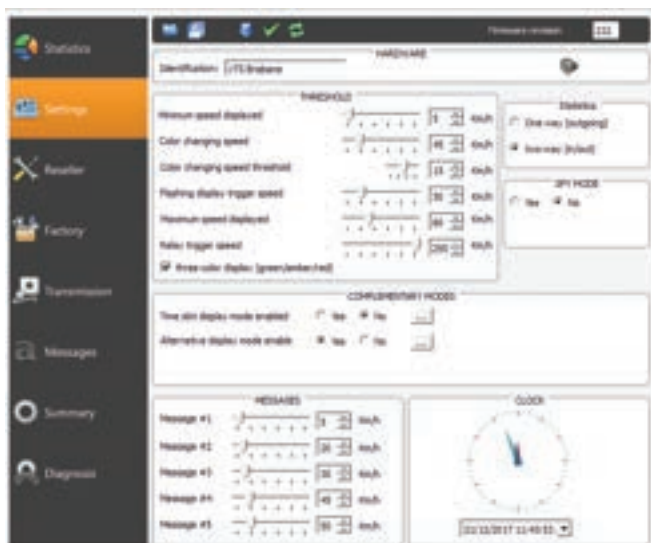 Statistics
Settings
Reseller
Factory
Transmission
Messages
Summary
Diagnosis
Firmware revision
HARDWARE
Identification:
Brisbane
THRESHOLD
Minimum speed displayed 5 km/h
Color changing speed 45 km/h
Color changing speed threshold 15 km/h
Flashing display trigger speed km/h
Maximum speed displayed km/h
Relay trigger speed km/h
Three-color display (green/amber/red)
Statistics
One-way (outgoing)
SPY MODE
Yes No
COMPLEMENTARY MODES
Time slot display mode enabled Yes No ...
Alternative display mode enable Yes No ...
MESSAGES
Message #1 km/h
Message #2 km/h
Message #3 km/h
Message #4 km/h
Message #5 km/h
CLOCK